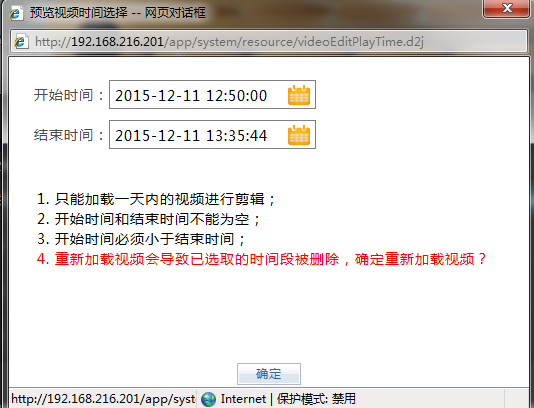 预览视频时间选择 -- 网页对话框
http://192.168.216.201/app/system/resource/videoEditPlayTime.d2j
开始时间：2015-12-11 12:50:00
结束时间：2015-12-11 13:35:44
1. 只能加载一天内的视频进行剪辑；
2. 开始时间和结束时间不能为空；
3. 开始时间必须小于结束时间；
4. 重新加载视频会导致已选取的时间段被删除，确定重新加载视频？
确定
http://192.168.216.201/app/syst Internet | 保护模式: 禁用